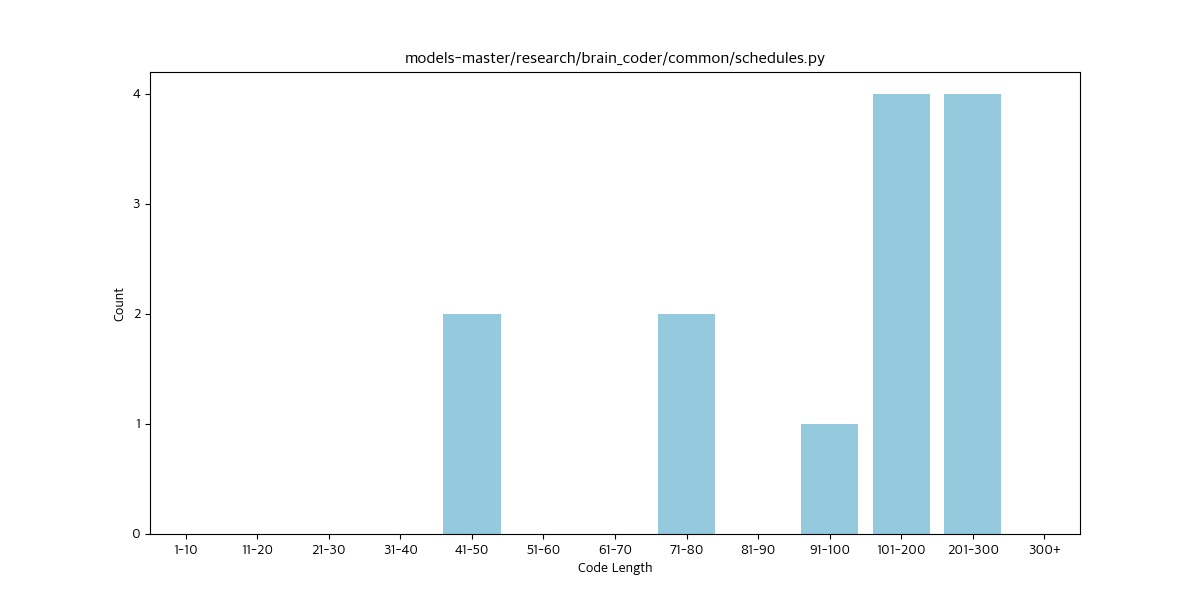 models-master/research/brain_coder/common/schedules.py
Count
4
3
2
1
0
1-10 11-20 21-30 31-40 41-50 51-60 61-70 71-80 81-90 91-100 101-200 201-300 300+
Code Length